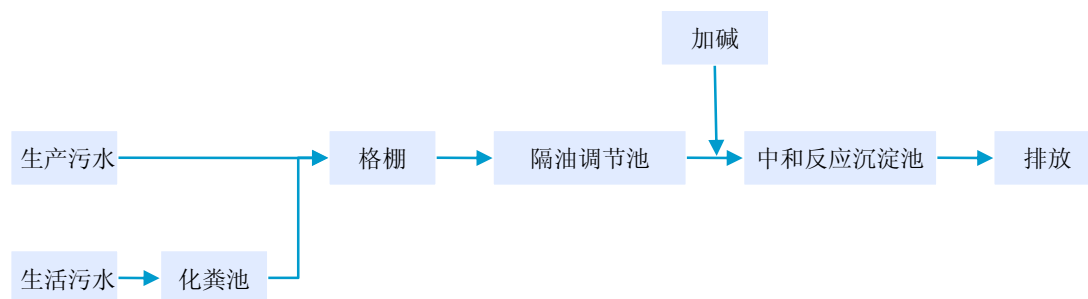 加碱
生产污水
格栅
隔油调节池
中和反应沉淀池
排放
生活污水
化粪池